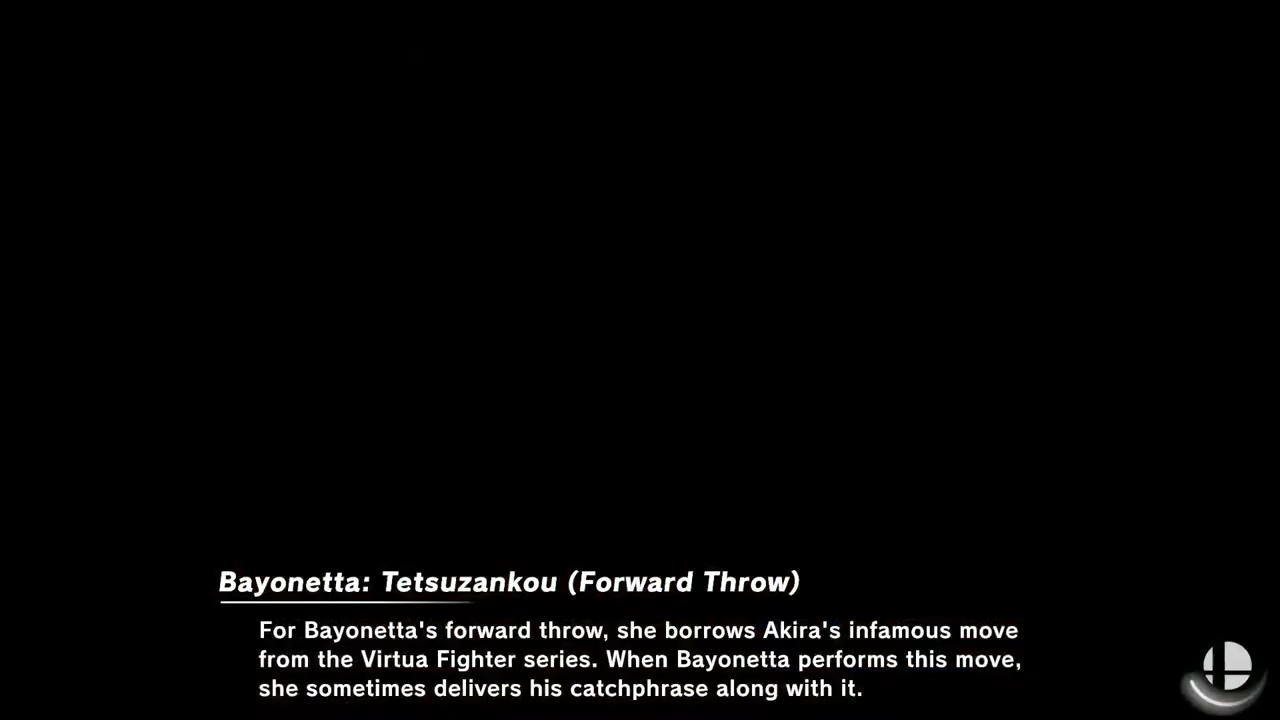 Bayonetta: Tetsuzankou (Forward Throw)
For Bayonetta's forward throw, she borrows Akira's infamous move
from the Virtua Fighter series. When Bayonetta performs this move,
she sometimes delivers his catchphrase along with it.